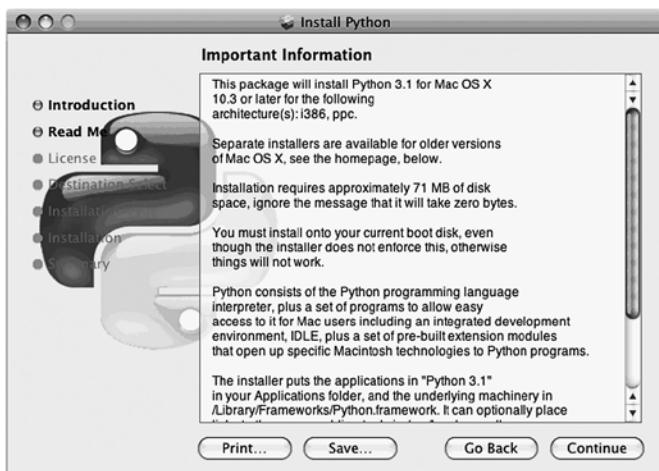 Install Python
Important Information
Introduction
Read Me
License
Destination Select
Installation
Installation
Summary
This package will install Python 3.1 for Mac OS X
10.3 or later for the following
architecture(s): i386, ppc.
Separate installers are available for older versions
of Mac OS X, see the homepage, below.
Installation requires approximately 71 MB of disk
space, ignore the message that it will take zero bytes.
You must install onto your current boot disk, even
though the installer does not enforce this, otherwise
things will not work.
Python consists of the Python programming language
interpreter, plus a set of programs to allow easy
access to it for Mac users including an integrated development
environment, IDLE, plus a set of pre-built extension modules
that open up specific Macintosh technologies to Python programs.
The installer puts the applications in "Python 3.1"
in your Applications folder, and the underlying machinery in
/Library/Frameworks/Python.framework. It can optionally place
Print...
Save...
Go Back
Continue